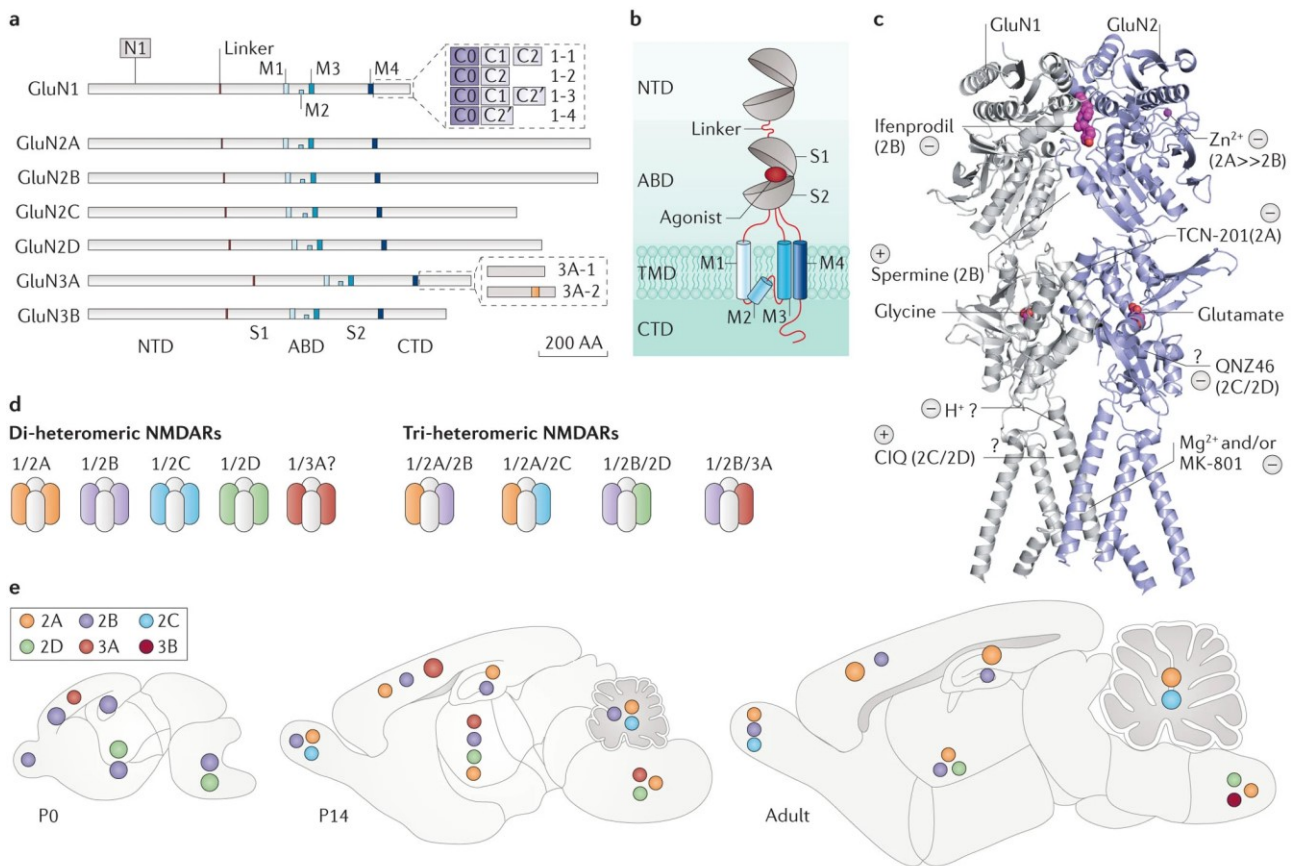 a
N1
Linker
M1
M3
M4
GluN1
M2
C0 C1 C2 1-1
C0 C2 1-2
C0 C1 C2′ 1-3
C0 C2′ 1-4
GluN2A
GluN2B
GluN2C
GluN2D
GluN3A
3A-1
3A-2
GluN3B
S1
S2
NTD
ABD
CTD
200 AA
b
NTD
Linker
S1
ABD
S2
Agonist
M1
M4
TMD
M2
M3
CTD
c
GluN1
GluN2
Ifenprodil
(2B) −
Zn²⁺ −
(2A>>2B)
−
TCN-201(2A)
+
Spermine (2B)
Glycine
Glutamate
?
QNZ46
− (2C/2D)
− H⁺ ?
+
?
CIQ (2C/2D)
Mg²⁺ and/or
MK-801 −
d
Di-heteromeric NMDARs
1/2A 1/2B 1/2C 1/2D 1/3A?
Tri-heteromeric NMDARs
1/2A/2B 1/2A/2C 1/2B/2D 1/2B/3A
e
2A 2B 2C
2D 3A 3B
P0
P14
Adult